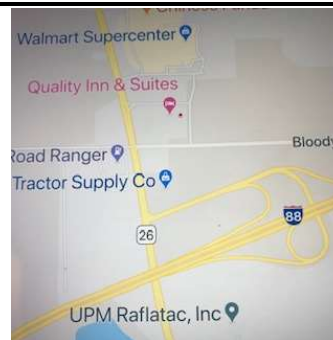 Walmart Supercenter
Quality Inn & Suites
Road Ranger
Bloody
Tractor Supply Co
88
26
UPM Raflatac, Inc